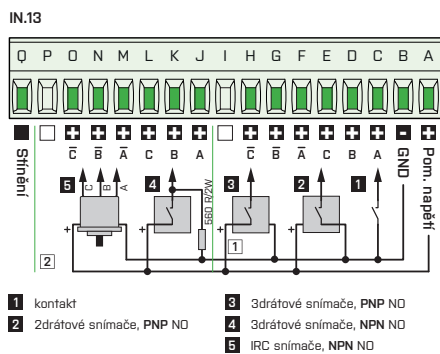 IN.13
Q P O N M L K J I H G F E D C B A
C̅ B̅ A̅ C B A C̅ B̅ A̅ C B A GND Pom. napětí
Stínění
5 C B A 4 560 R/2W 3 2 1
+ + + +
2 1
1 kontakt
2 2drátové snímače, PNP NO
3 3drátové snímače, PNP NO
4 3drátové snímače, NPN NO
5 IRC snímače, NPN NO